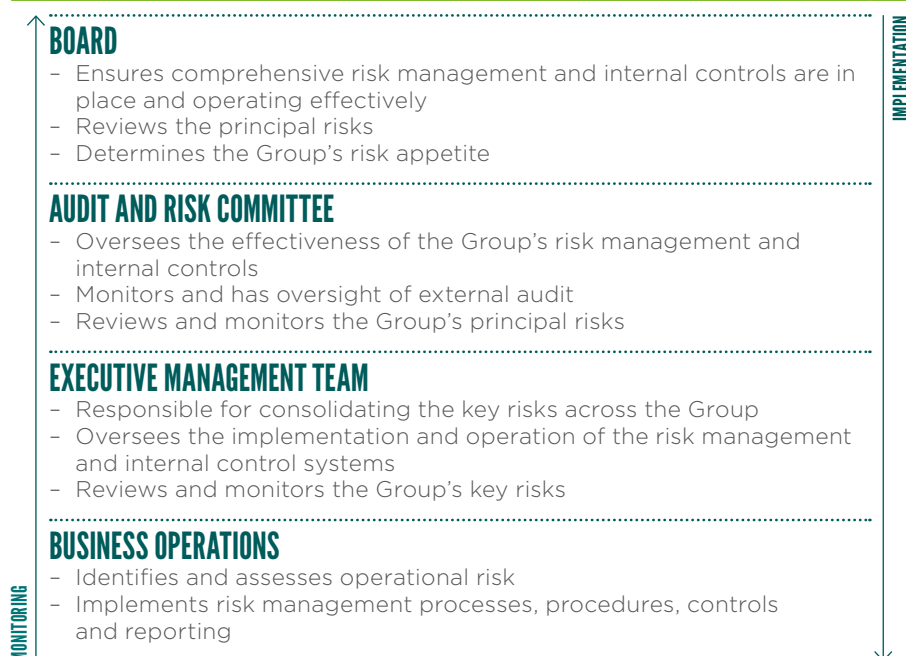 BOARD
– Ensures comprehensive risk management and internal controls are in
place and operating effectively
– Reviews the principal risks
– Determines the Group’s risk appetite
AUDIT AND RISK COMMITTEE
– Oversees the effectiveness of the Group’s risk management and
internal controls
– Monitors and has oversight of external audit
– Reviews and monitors the Group’s principal risks
EXECUTIVE MANAGEMENT TEAM
– Responsible for consolidating the key risks across the Group
– Oversees the implementation and operation of the risk management
and internal control systems
– Reviews and monitors the Group’s key risks
BUSINESS OPERATIONS
– Identifies and assesses operational risk
– Implements risk management processes, procedures, controls
and reporting
MONITORING
IMPLEMENTATION